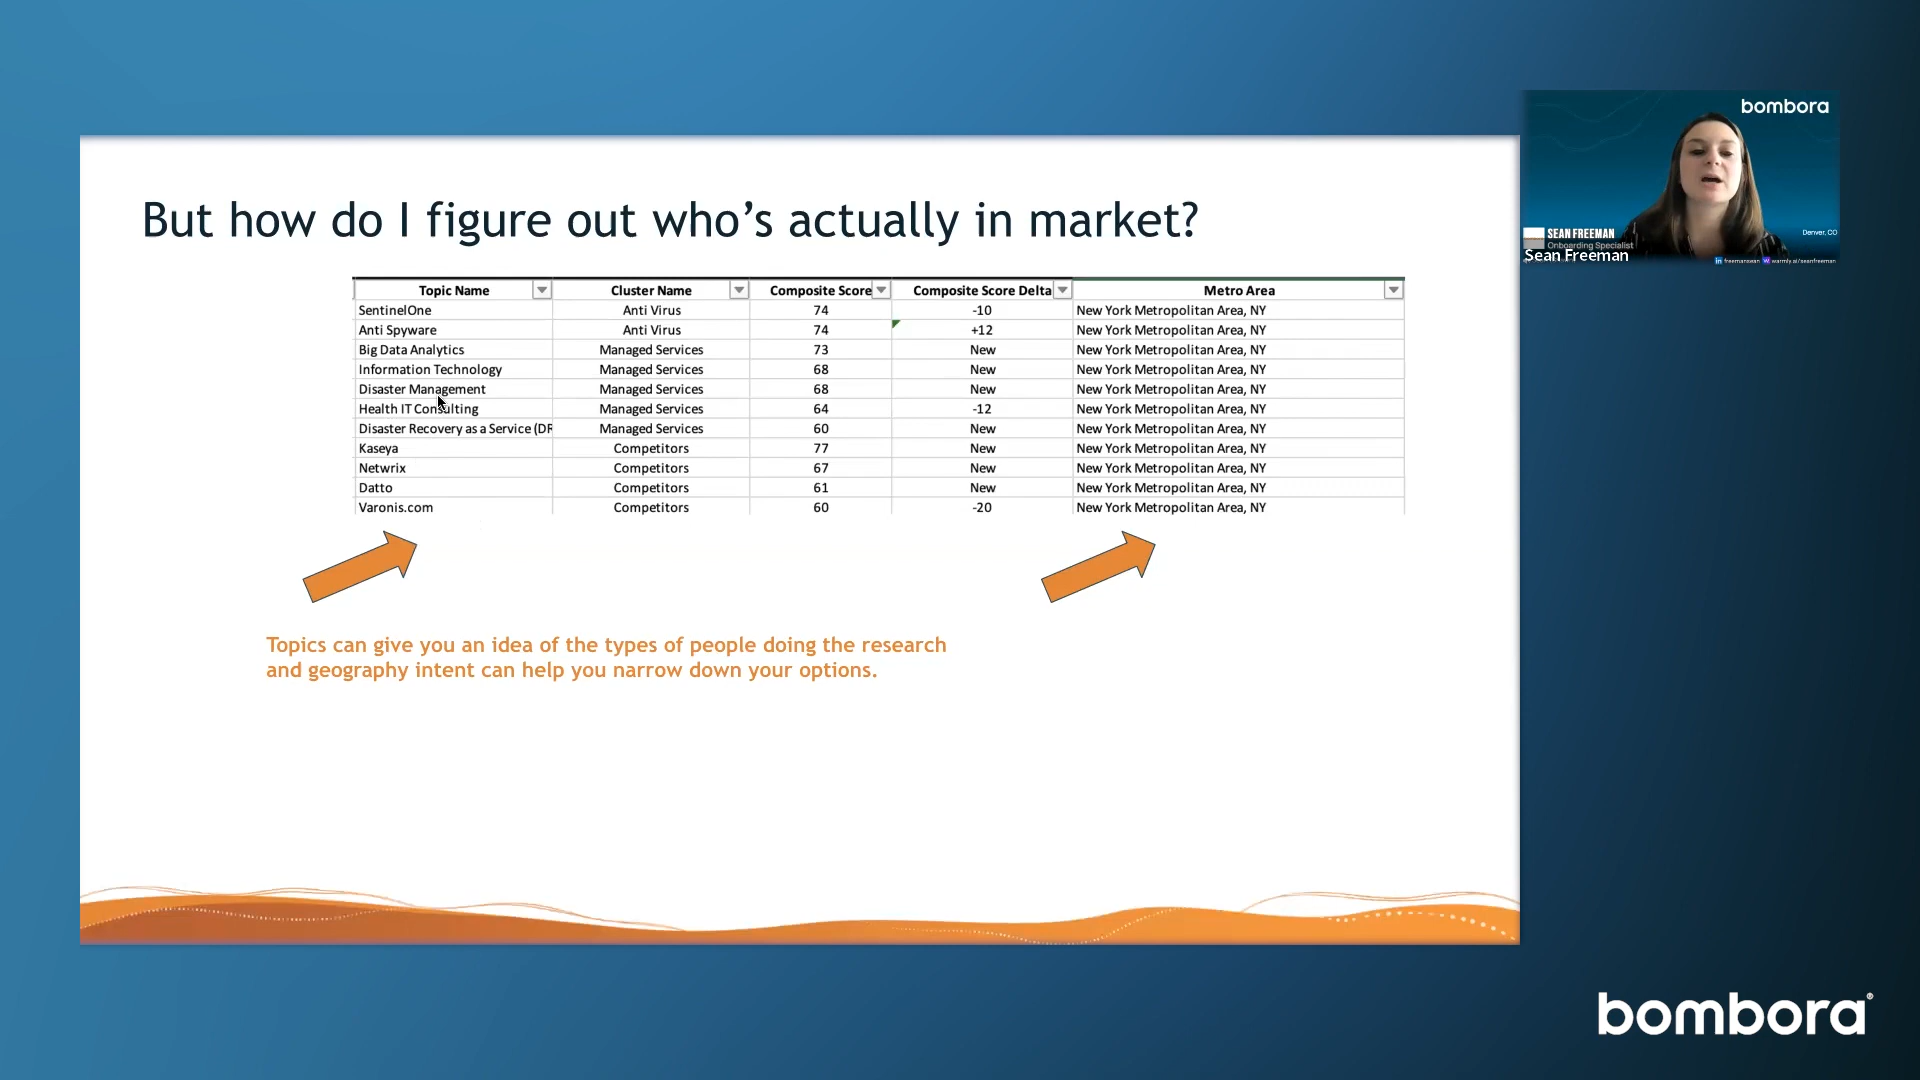 bombora
But how do I figure out who's actually in market?
SEAN FREEMAN
Onboarding Specialist
Denver, CO
Sean Freeman
freemansean warmly.ai/seanfreeman
Topic Name Cluster Name Composite Score Composite Score Delta Metro Area
SentinelOne Anti Virus 74 -10 New York Metropolitan Area, NY
Anti Spyware Anti Virus 74 +12 New York Metropolitan Area, NY
Big Data Analytics Managed Services 73 New New York Metropolitan Area, NY
Information Technology Managed Services 68 New New York Metropolitan Area, NY
Disaster Management Managed Services 68 New New York Metropolitan Area, NY
Health IT Consulting Managed Services 64 -12 New York Metropolitan Area, NY
Disaster Recovery as a Service (DR Managed Services 60 New New York Metropolitan Area, NY
Kaseya Competitors 77 New New York Metropolitan Area, NY
Netwrix Competitors 67 New New York Metropolitan Area, NY
Datto Competitors 61 New New York Metropolitan Area, NY
Varonis.com Competitors 60 -20 New York Metropolitan Area, NY
Topics can give you an idea of the types of people doing the research
and geography intent can help you narrow down your options.
bombora®